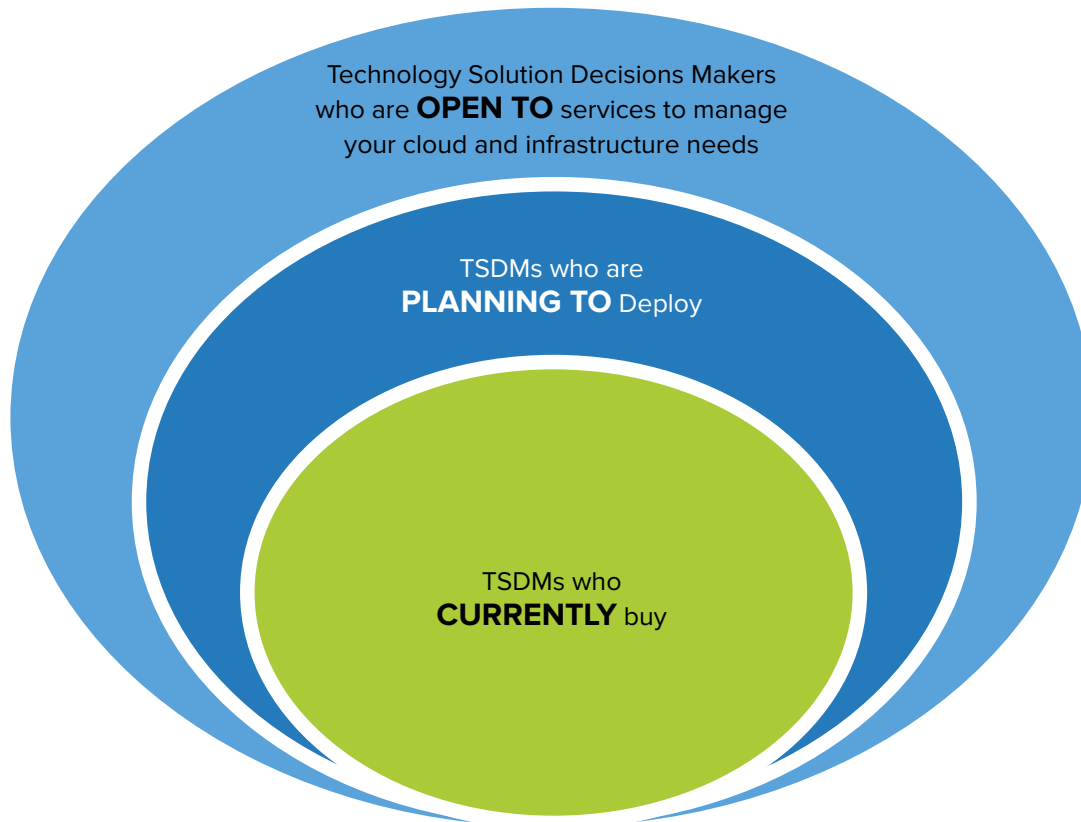 Technology Solution Decisions Makers
who are OPEN TO services to manage
your cloud and infrastructure needs
TSDMs who are
PLANNING TO Deploy
TSDMs who
CURRENTLY buy